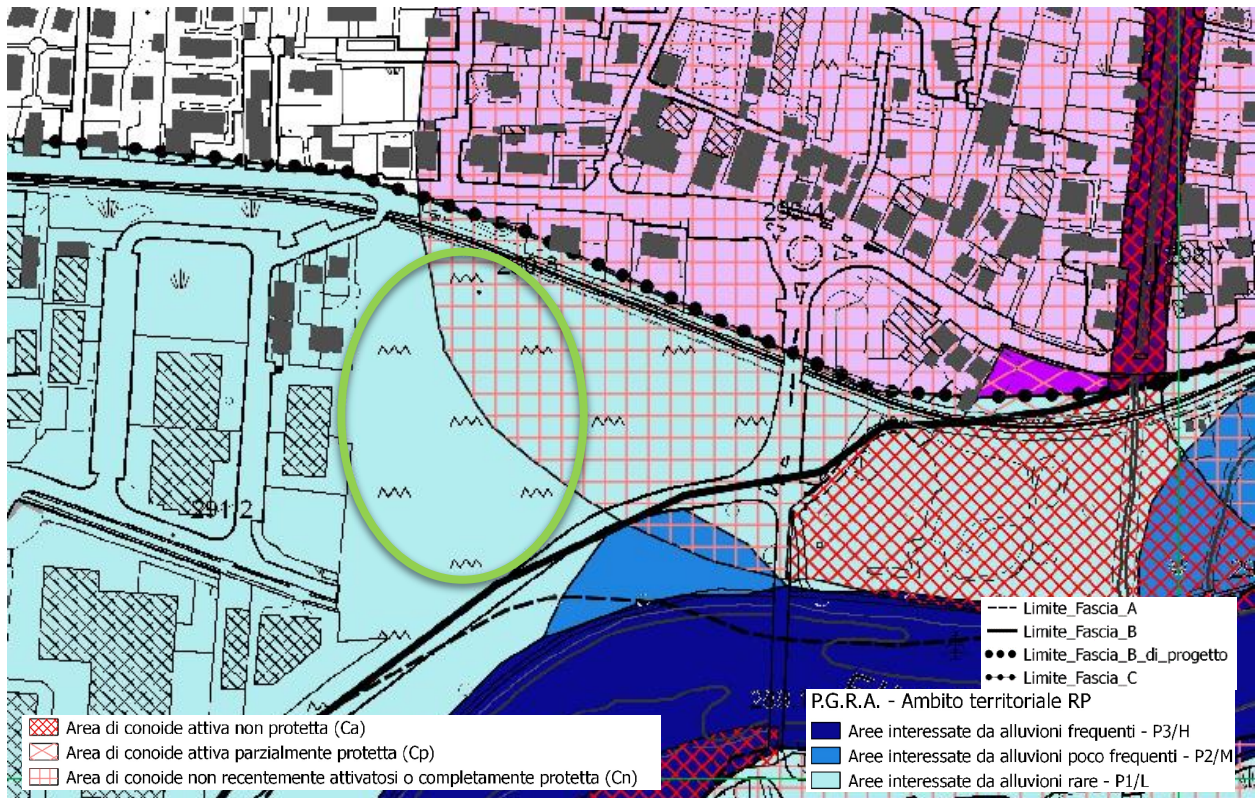 29112
Limite_Fascia_A
Limite_Fascia_B
Limite_Fascia_B_di_progetto
Limite_Fascia_C
P.G.R.A. - Ambito territoriale RP
Aree interessate da alluvioni frequenti - P3/H
Aree interessate da alluvioni poco frequenti - P2/M
Aree interessate da alluvioni rare - P1/L
Area di conoide attiva non protetta (Ca)
Area di conoide attiva parzialmente protetta (Cp)
Area di conoide non recentemente attivatosi o completamente protetta (Cn)